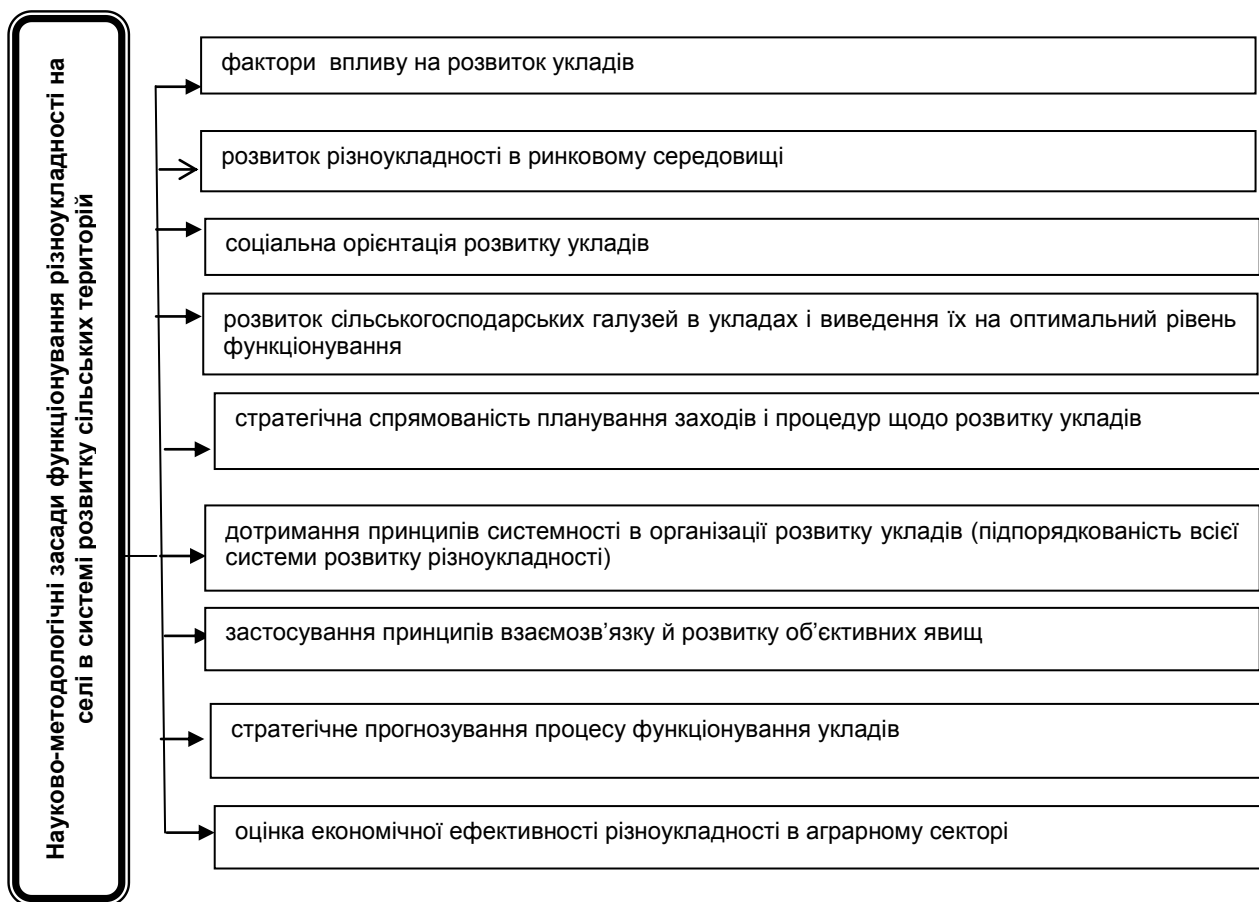 Науково-методологічні засади функціонування різноукладності на
селі в системі розвитку сільських територій
фактори впливу на розвиток укладів
розвиток різноукладності в ринковому середовищі
соціальна орієнтація розвитку укладів
розвиток сільськогосподарських галузей в укладах і виведення їх на оптимальний рівень
функціонування
стратегічна спрямованість планування заходів і процедур щодо розвитку укладів
дотримання принципів системності в організації розвитку укладів (підпорядкованість всієї
системи розвитку різноукладності)
застосування принципів взаємозв’язку й розвитку об’єктивних явищ
стратегічне прогнозування процесу функціонування укладів
оцінка економічної ефективності різноукладності в аграрному секторі